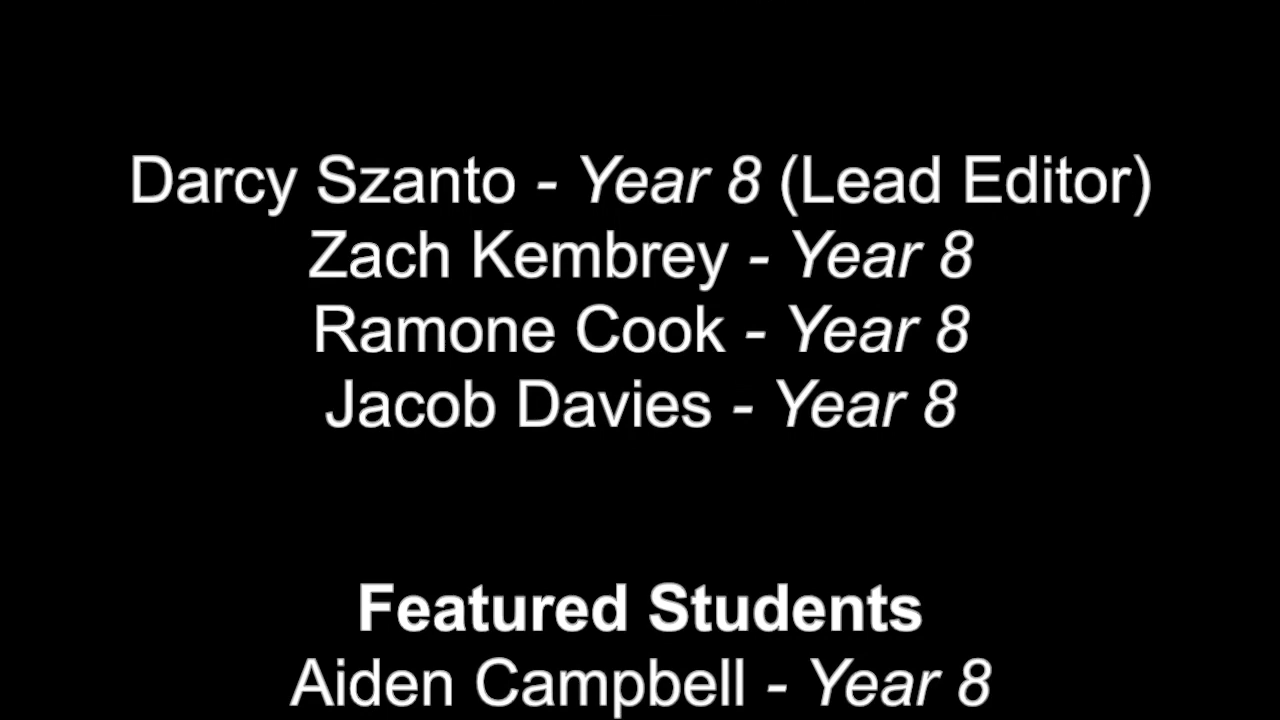 Darcy Szanto - Year 8 (Lead Editor)
Zach Kembrey - Year 8
Ramone Cook - Year 8
Jacob Davies - Year 8
Featured Students
Aiden Campbell - Year 8